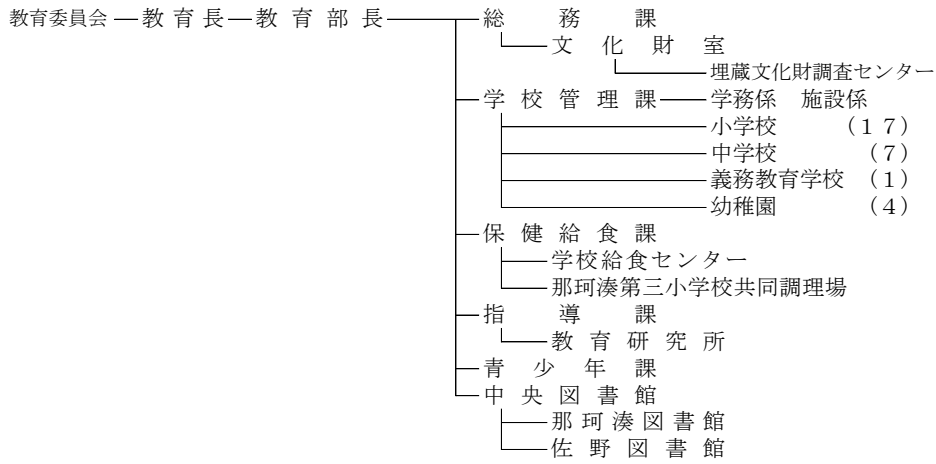 教育委員会 教育長 教育部長 総務課
文化財室
埋蔵文化財調査センター
学校管理課 学務係 施設係
小学校 (17)
中学校 (7)
義務教育学校 (1)
幼稚園 (4)
保健給食課
学校給食センター
那珂湊第三小学校共同調理場
指導課
教育研究所
青少年課
中央図書館
那珂湊図書館
佐野図書館